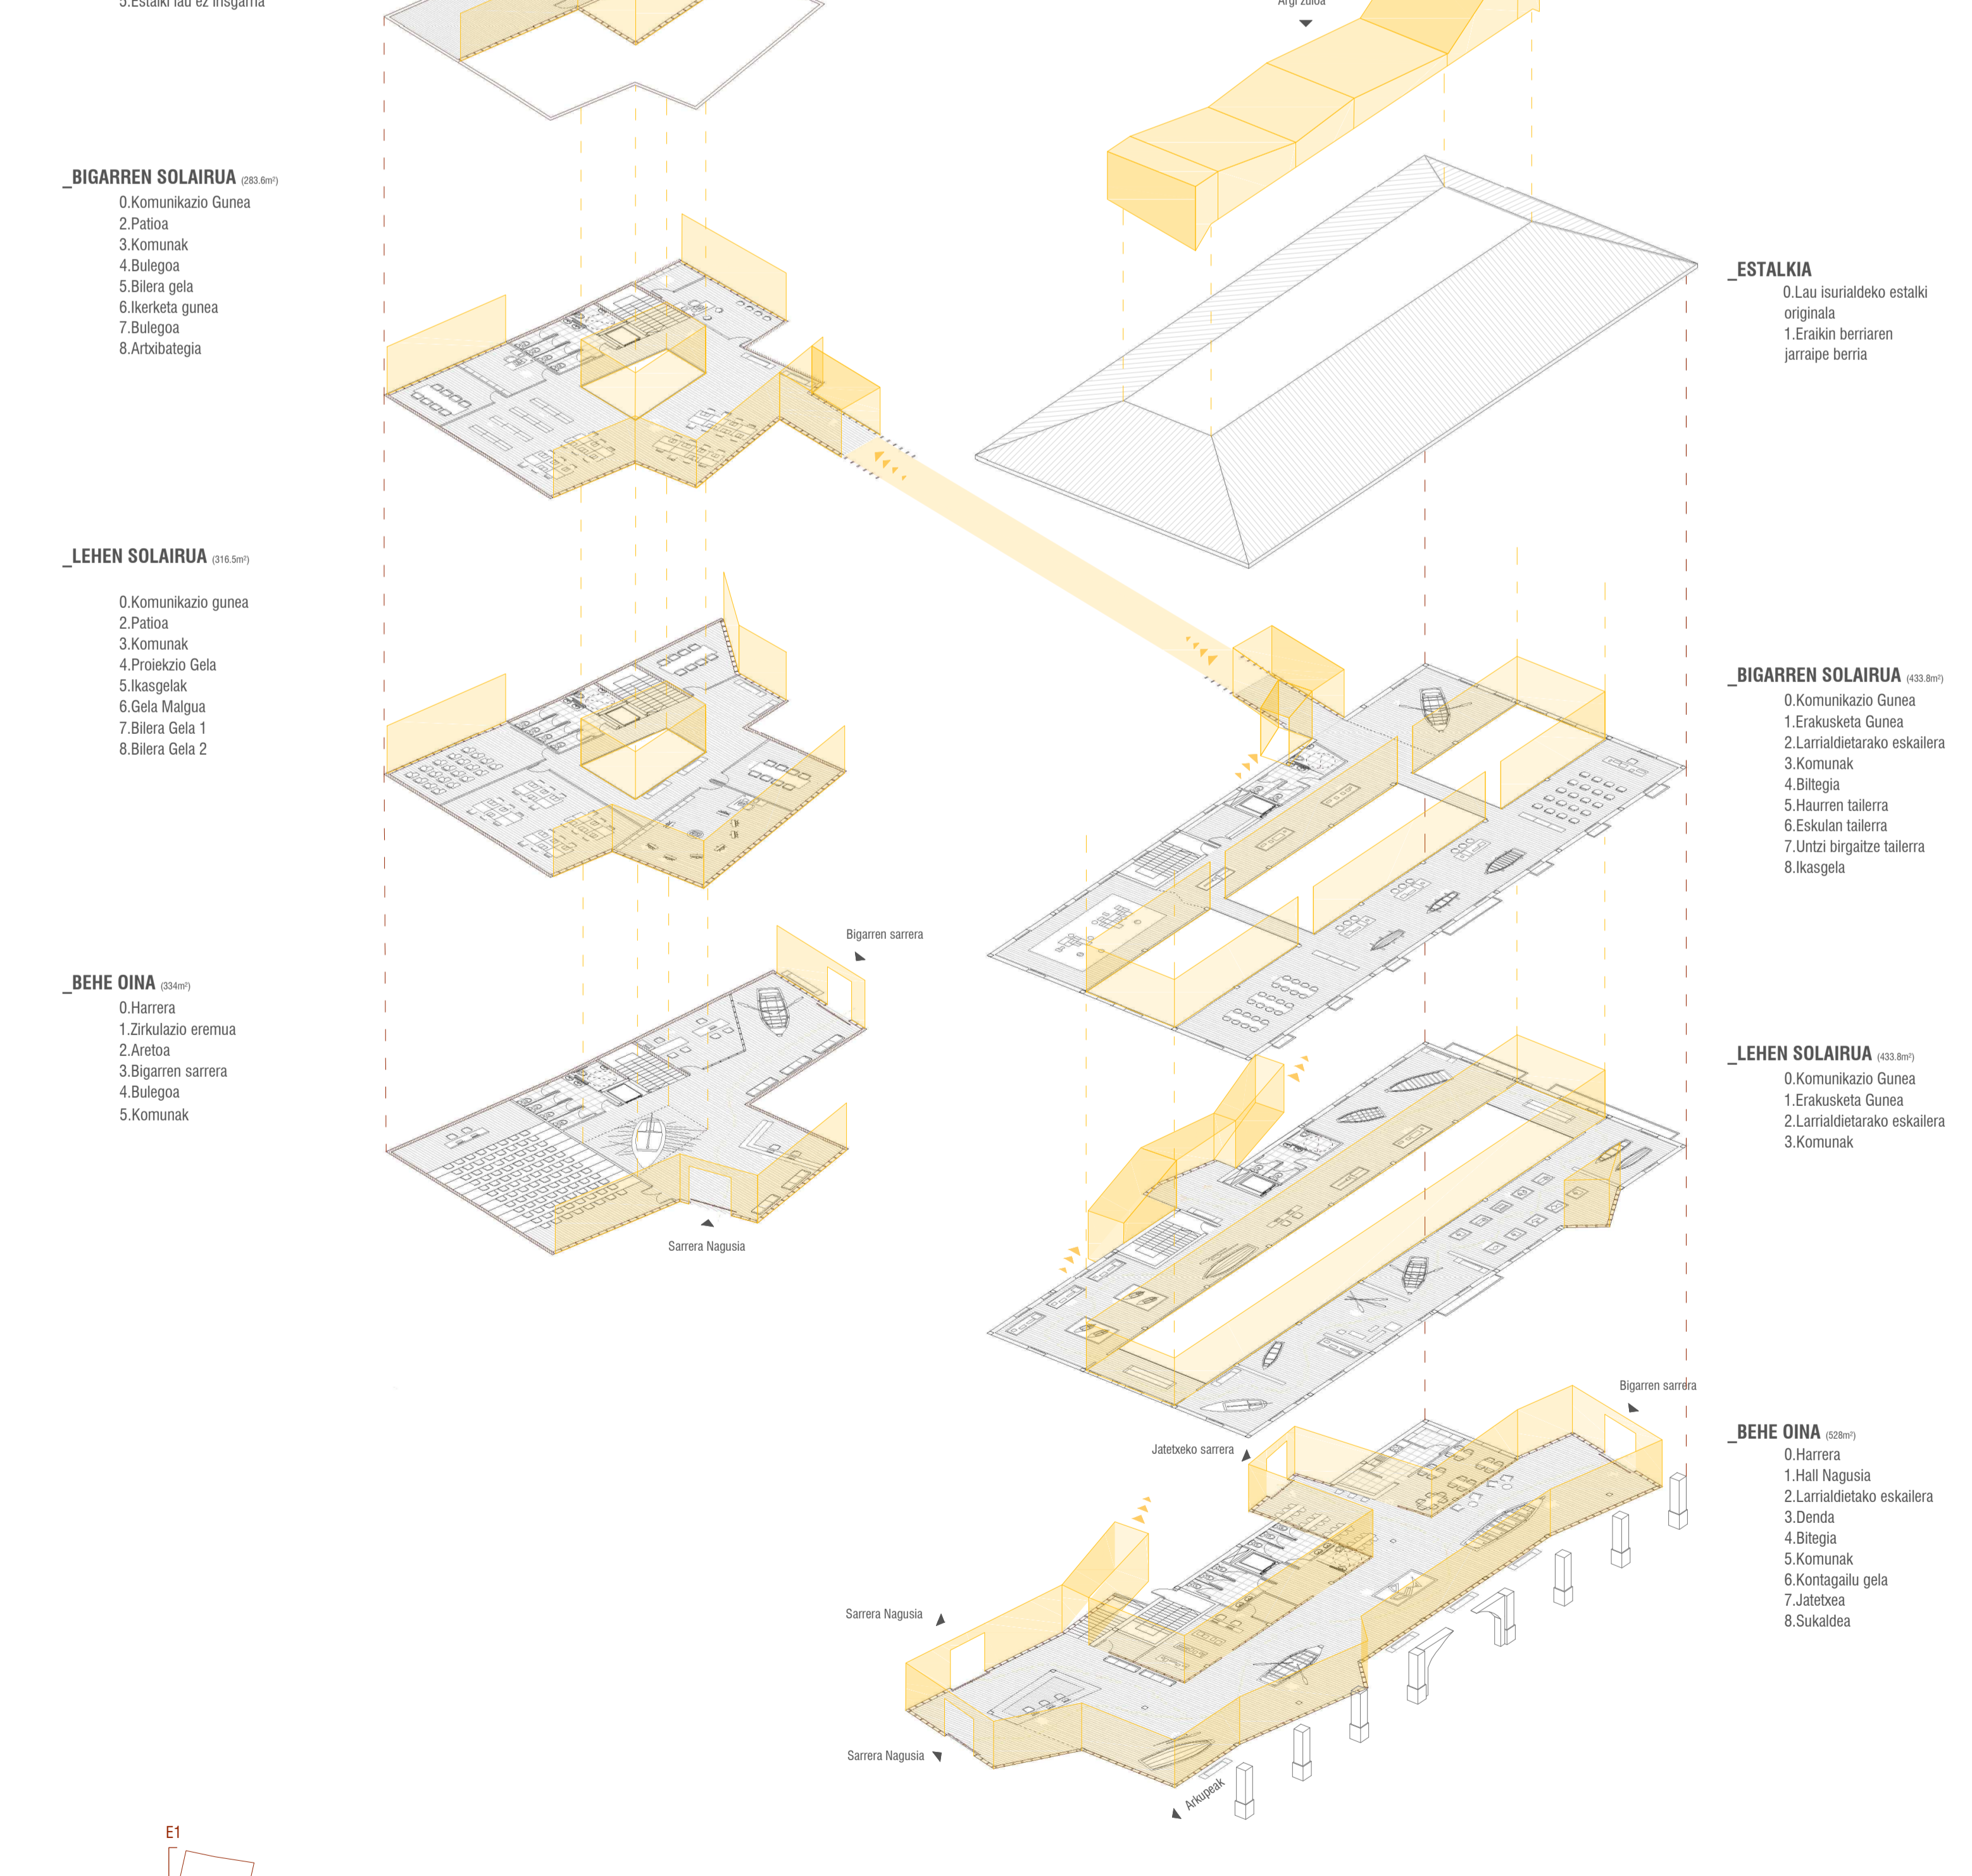 5.Estalki lau ez irisgarria
Argi zuloa
_BIGARREN SOLAIRUA (283.6m²)
0.Komunikazio Gunea
2.Patioa
3.Komunak
4.Bulegoa
5.Bilera gela
6.Ikerketa gunea
7.Bulegoa
8.Artxibategia
_LEHEN SOLAIRUA (316.5m²)
0.Komunikazio gunea
2.Patioa
3.Komunak
4.Proiekzio Gela
5.Ikasgelak
6.Gela Malgua
7.Bilera Gela 1
8.Bilera Gela 2
_BEHE OINA (334m²)
0.Harrera
1.Zirkulazio eremua
2.Aretoa
3.Bigarren sarrera
4.Bulegoa
5.Komunak
Bigarren sarrera
Sarrera Nagusia
_ESTALKIA
0.Lau isurialdeko estalki
originala
1.Eraikin berriaren
jarraipe berria
_BIGARREN SOLAIRUA (433.8m²)
0.Komunikazio Gunea
1.Erakusketa Gunea
2.Larrialdietarako eskailera
3.Komunak
4.Biltegia
5.Haurren tailerra
6.Eskulan tailerra
7.Untzi birgaitze tailerra
8.Ikasgela
_LEHEN SOLAIRUA (433.8m²)
0.Komunikazio Gunea
1.Erakusketa Gunea
2.Larrialdietarako eskailera
3.Komunak
Bigarren sarrera
Jatetxeko sarrera
_BEHE OINA (528m²)
0.Harrera
1.Hall Nagusia
2.Larrialdietako eskailera
3.Denda
4.Bitegia
5.Komunak
6.Kontagailu gela
7.Jatetxea
8.Sukaldea
Sarrera Nagusia
Sarrera Nagusia
Arkupeak
E1